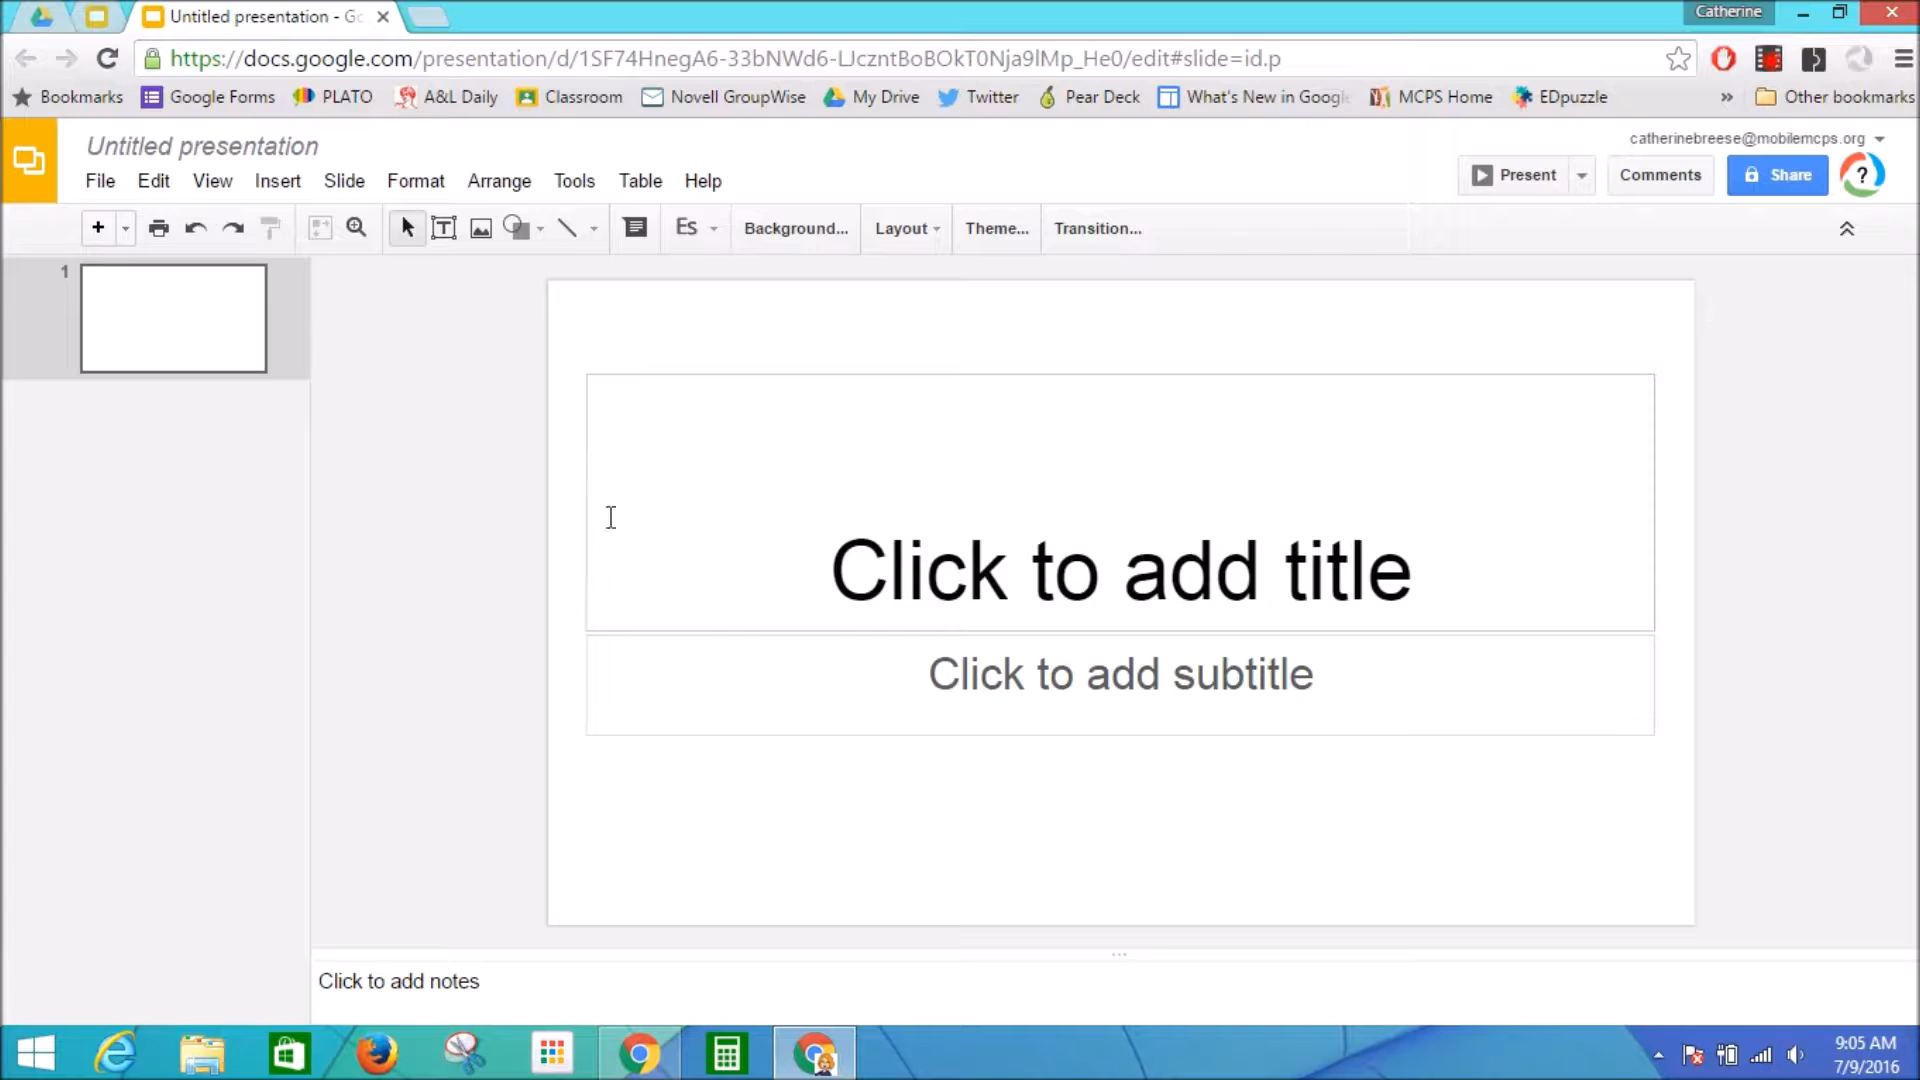 Untitled presentation - Go
Catherine
https://docs.google.com/presentation/d/1SF74HnegA6-33bNWd6-LJczntBoBOkT0Nja9lMp_He0/edit#slide=id.p
Bookmarks Google Forms PLATO A&L Daily Classroom Novell GroupWise My Drive Twitter Pear Deck What's New in Googl MCPS Home EDpuzzle » Other bookmarks
Untitled presentation
catherinebreese@mobilemcps.org
File Edit View Insert Slide Format Arrange Tools Table Help
Present Comments Share
Es Background... Layout Theme... Transition...
1
Click to add title
Click to add subtitle
Click to add notes
9:05 AM
7/9/2016